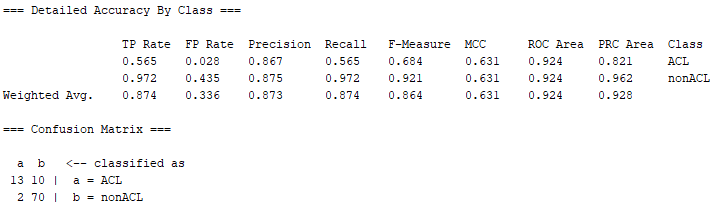 === Detailed Accuracy By Class ===
TP Rate FP Rate Precision Recall F-Measure MCC ROC Area PRC Area Class
0.565 0.028 0.867 0.565 0.684 0.631 0.924 0.821 ACL
0.972 0.435 0.875 0.972 0.921 0.631 0.924 0.962 nonACL
Weighted Avg. 0.874 0.336 0.873 0.874 0.864 0.631 0.924 0.928
=== Confusion Matrix ===
a b <-- classified as
13 10 | a = ACL
2 70 | b = nonACL